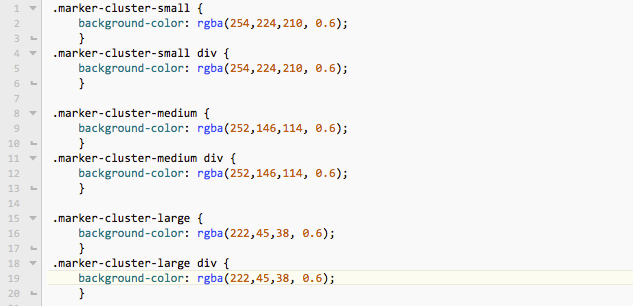 1 .marker-cluster-small {
2 background-color: rgba(254,224,210, 0.6);
3 }
4 .marker-cluster-small div {
5 background-color: rgba(254,224,210, 0.6);
6 }
7
8 .marker-cluster-medium {
9 background-color: rgba(252,146,114, 0.6);
10 }
11 .marker-cluster-medium div {
12 background-color: rgba(252,146,114, 0.6);
13 }
14
15 .marker-cluster-large {
16 background-color: rgba(222,45,38, 0.6);
17 }
18 .marker-cluster-large div {
19 background-color: rgba(222,45,38, 0.6);
20 }